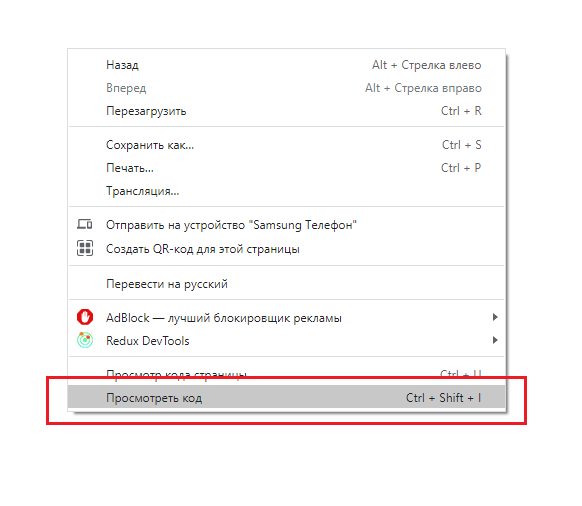 Назад Alt + Стрелка влево
Вперед Alt + Стрелка вправо
Перезагрузить Ctrl + R
Сохранить как... Ctrl + S
Печать... Ctrl + P
Трансляция...
Отправить на устройство "Samsung Телефон"
Создать QR-код для этой страницы
Перевести на русский
AdBlock — лучший блокировщик рекламы
Redux DevTools
Просмотр кода страницы Ctrl + U
Просмотреть код Ctrl + Shift + I